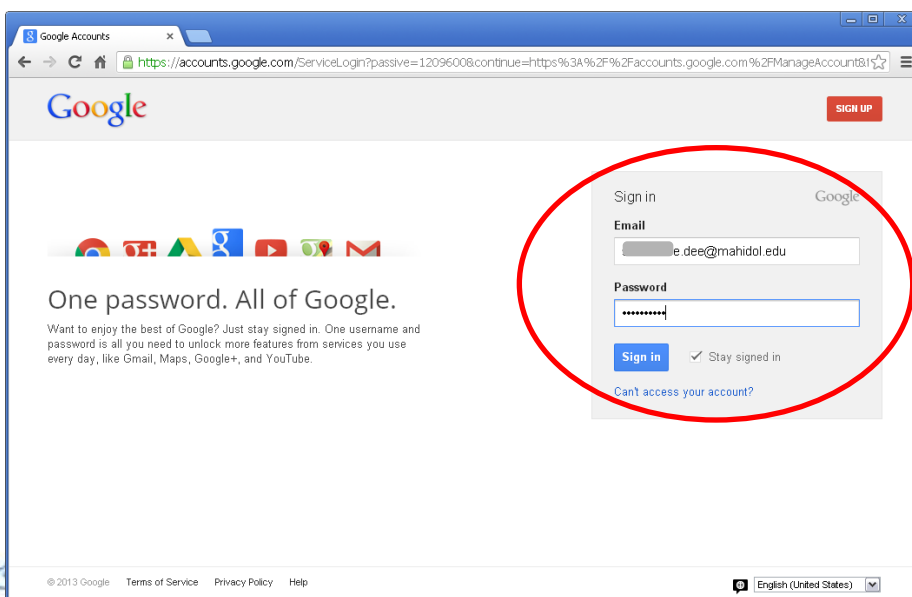 Google Accounts
https://accounts.google.com/ServiceLogin?passive=1209600&continue=https%3A%2F%2Faccounts.google.com%2FManageAccount&f
Google
SIGN UP
Sign in Google
Email
e.dee@mahidol.edu
Password
••••••••••
Sign in Stay signed in
Can't access your account?
One password. All of Google.
Want to enjoy the best of Google? Just stay signed in. One username and
password is all you need to unlock more features from services you use
every day, like Gmail, Maps, Google+, and YouTube.
© 2013 Google Terms of Service Privacy Policy Help
English (United States)